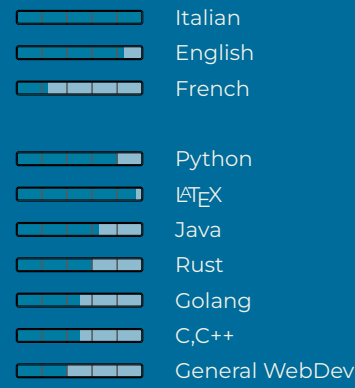 Italian
English
French
Python
LATEX
Java
Rust
Golang
C,C++
General WebDev